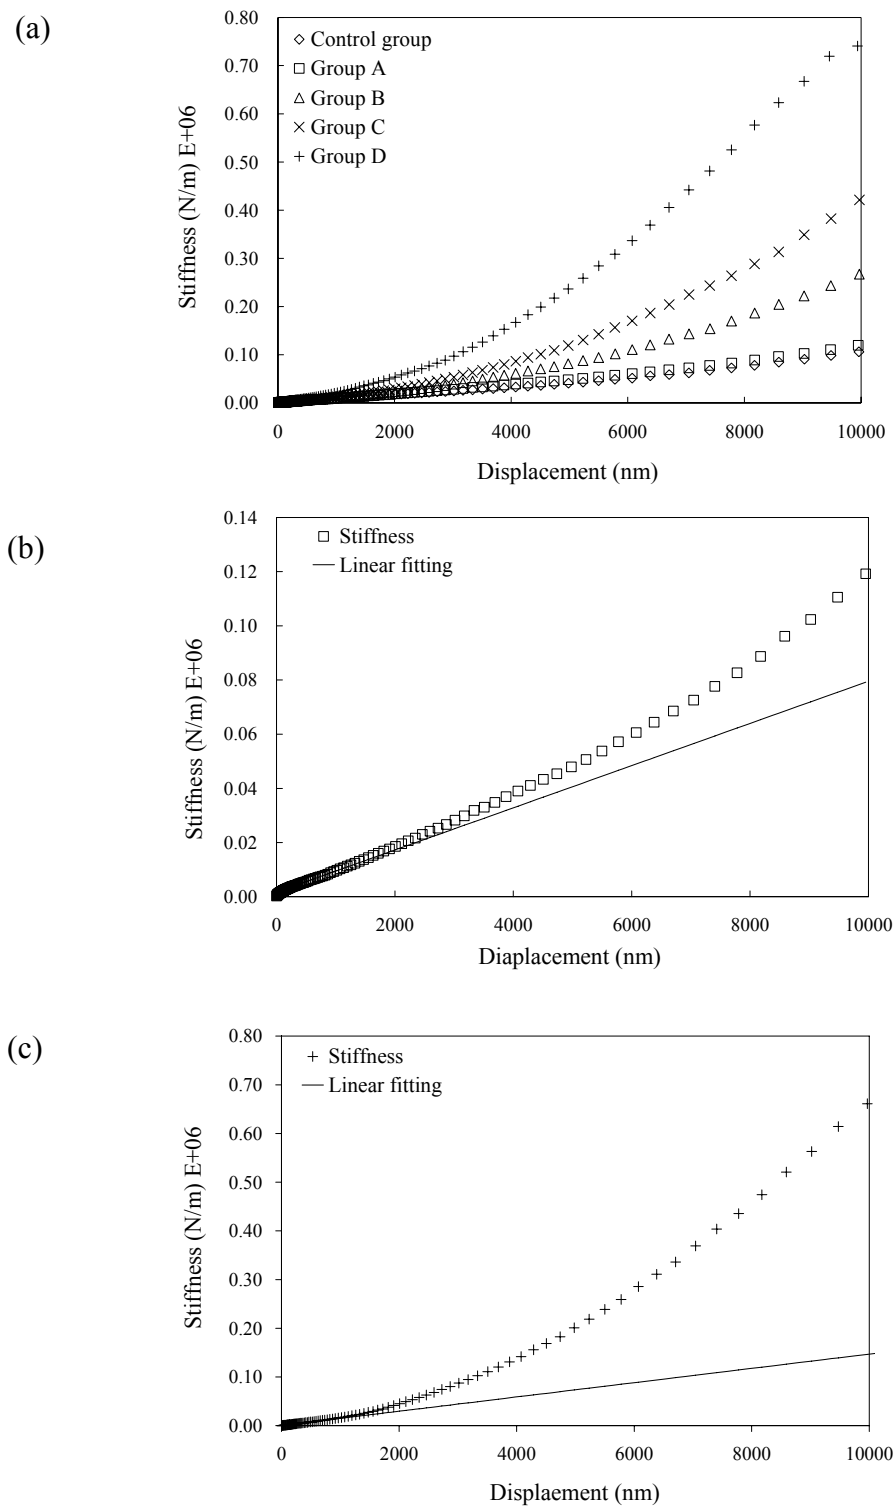 (a)
0.80
0.70
0.60
0.50
0.40
0.30
0.20
0.10
0.00
Stiffness (N/m) E+06
Control group
Group A
Group B
Group C
Group D
0 2000 4000 6000 8000 10000
Displacement (nm)
(b)
0.14
0.12
0.10
0.08
0.06
0.04
0.02
0.00
Stiffness (N/m) E+06
Stiffness
Linear fitting
0 2000 4000 6000 8000 10000
Diaplacement (nm)
(c)
0.80
0.70
0.60
0.50
0.40
0.30
0.20
0.10
0.00
Stiffness (N/m) E+06
Stiffness
Linear fitting
0 2000 4000 6000 8000 10000
Displaement (nm)